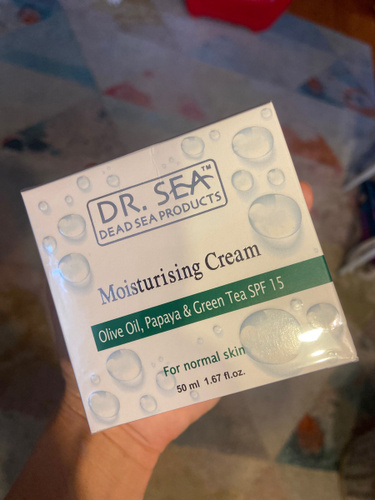 DR. SEA™
DEAD SEA PRODUCTS
Moisturising Cream
Olive Oil, Papaya & Green Tea SPF 15
For normal skin
50 ml 1.67 fl.oz.